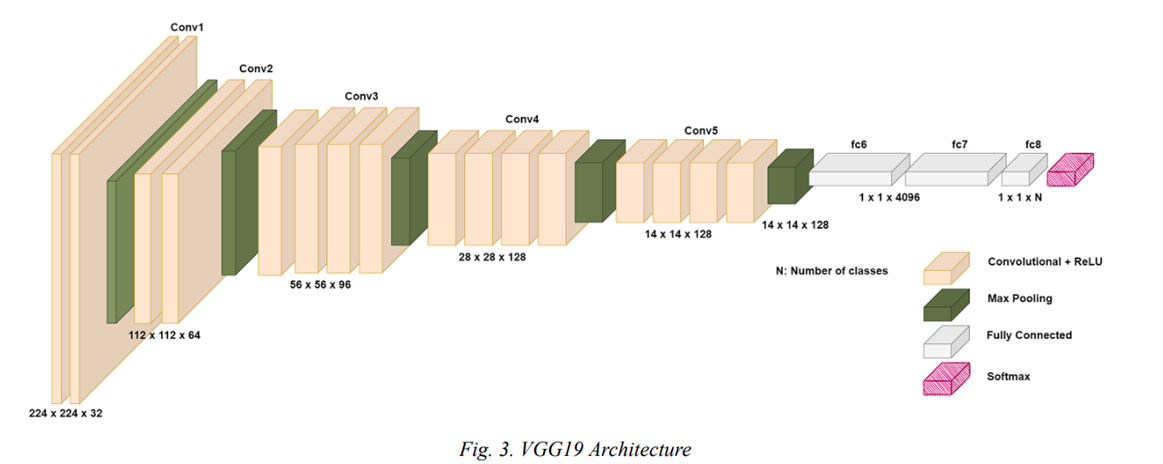 Conv1
Conv2
Conv3
Conv4
Conv5
fc6
fc7
fc8
1 x 1 x 4096
1 x 1 x N
14 x 14 x 128
14 x 14 x 128
28 x 28 x 128
56 x 56 x 96
112 x 112 x 64
224 x 224 x 32
N: Number of classes
Convolutional + ReLU
Max Pooling
Fully Connected
Softmax
Fig. 3. VGG19 Architecture